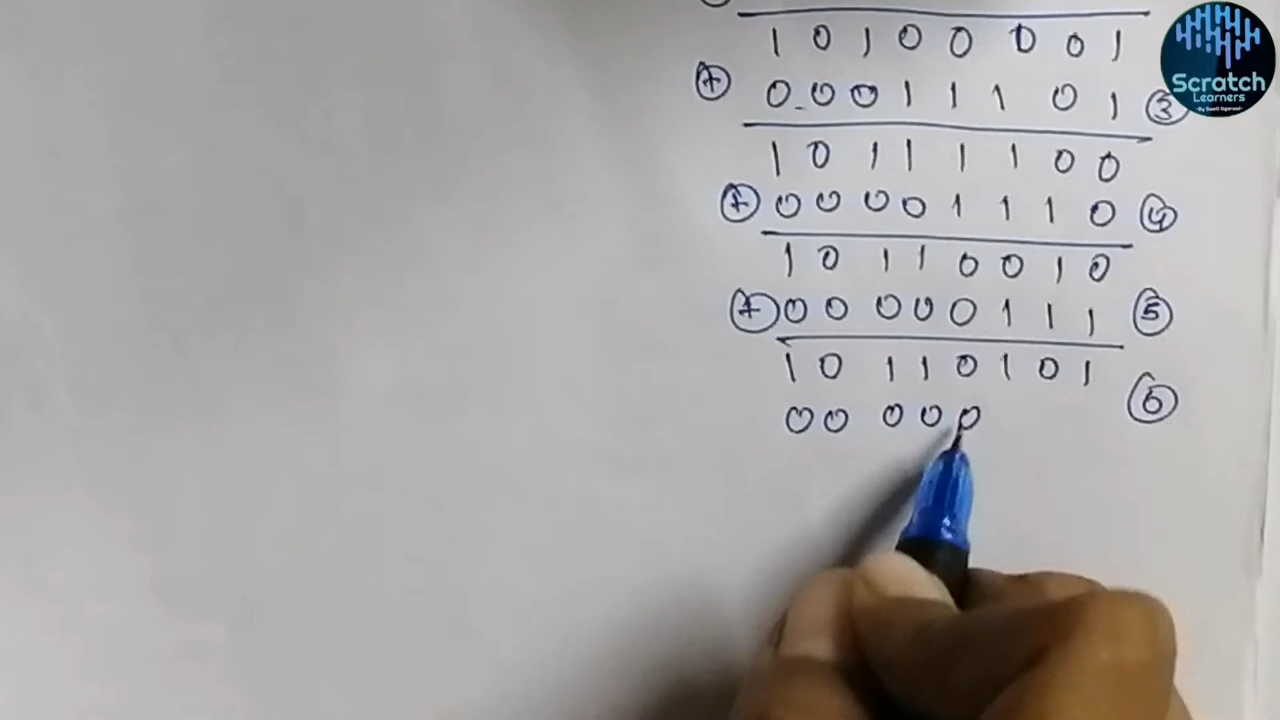 1 0 1 0 0 0 0 1
+ 0 0 0 1 1 1 0 1 3
1 0 1 1 1 1 0 0
+ 0 0 0 0 1 1 1 0 4
1 0 1 1 0 0 1 0
+ 0 0 0 0 0 1 1 1 5
1 0 1 1 0 1 0 1
0 0 0 0 0 6
Scratch
Learners
-By Swati Agarwal-